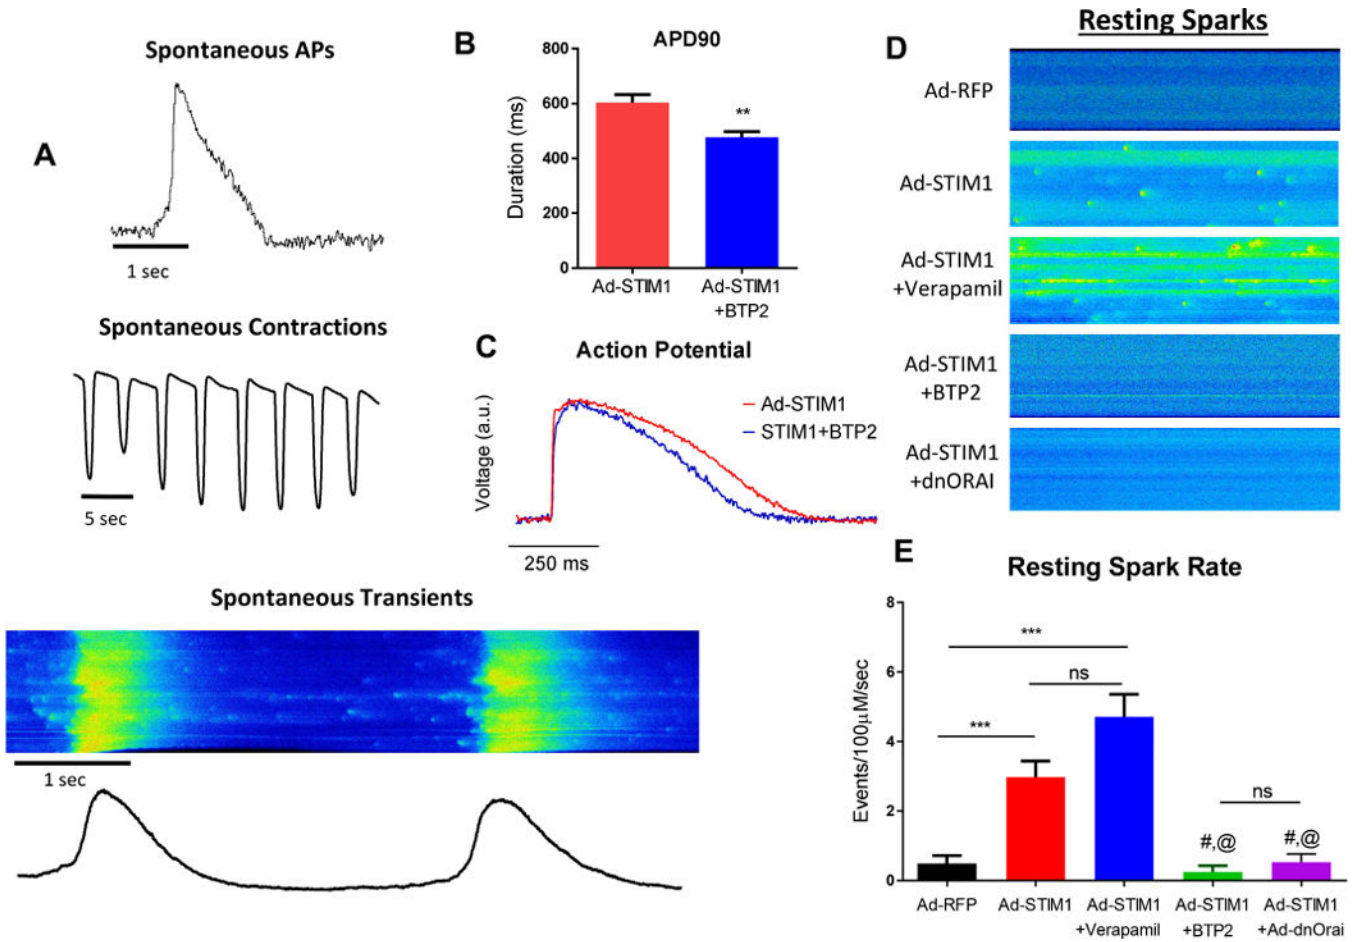 A
Spontaneous APs
1 sec
Spontaneous Contractions
5 sec
Spontaneous Transients
1 sec
B
APD90
Duration (ms)
800
600
400
200
0
**
Ad-STIM1
Ad-STIM1
+BTP2
C
Action Potential
Voltage (a.u.)
Ad-STIM1
STIM1+BTP2
250 ms
D
Resting Sparks
Ad-RFP
Ad-STIM1
Ad-STIM1
+Verapamil
Ad-STIM1
+BTP2
Ad-STIM1
+dnORAI
E
Resting Spark Rate
Events/100μM/sec
8
6
4
2
0
***
ns
***
ns
#,@
#,@
Ad-RFP
Ad-STIM1
Ad-STIM1
+Verapamil
Ad-STIM1
+BTP2
Ad-STIM1
+Ad-dnOrai